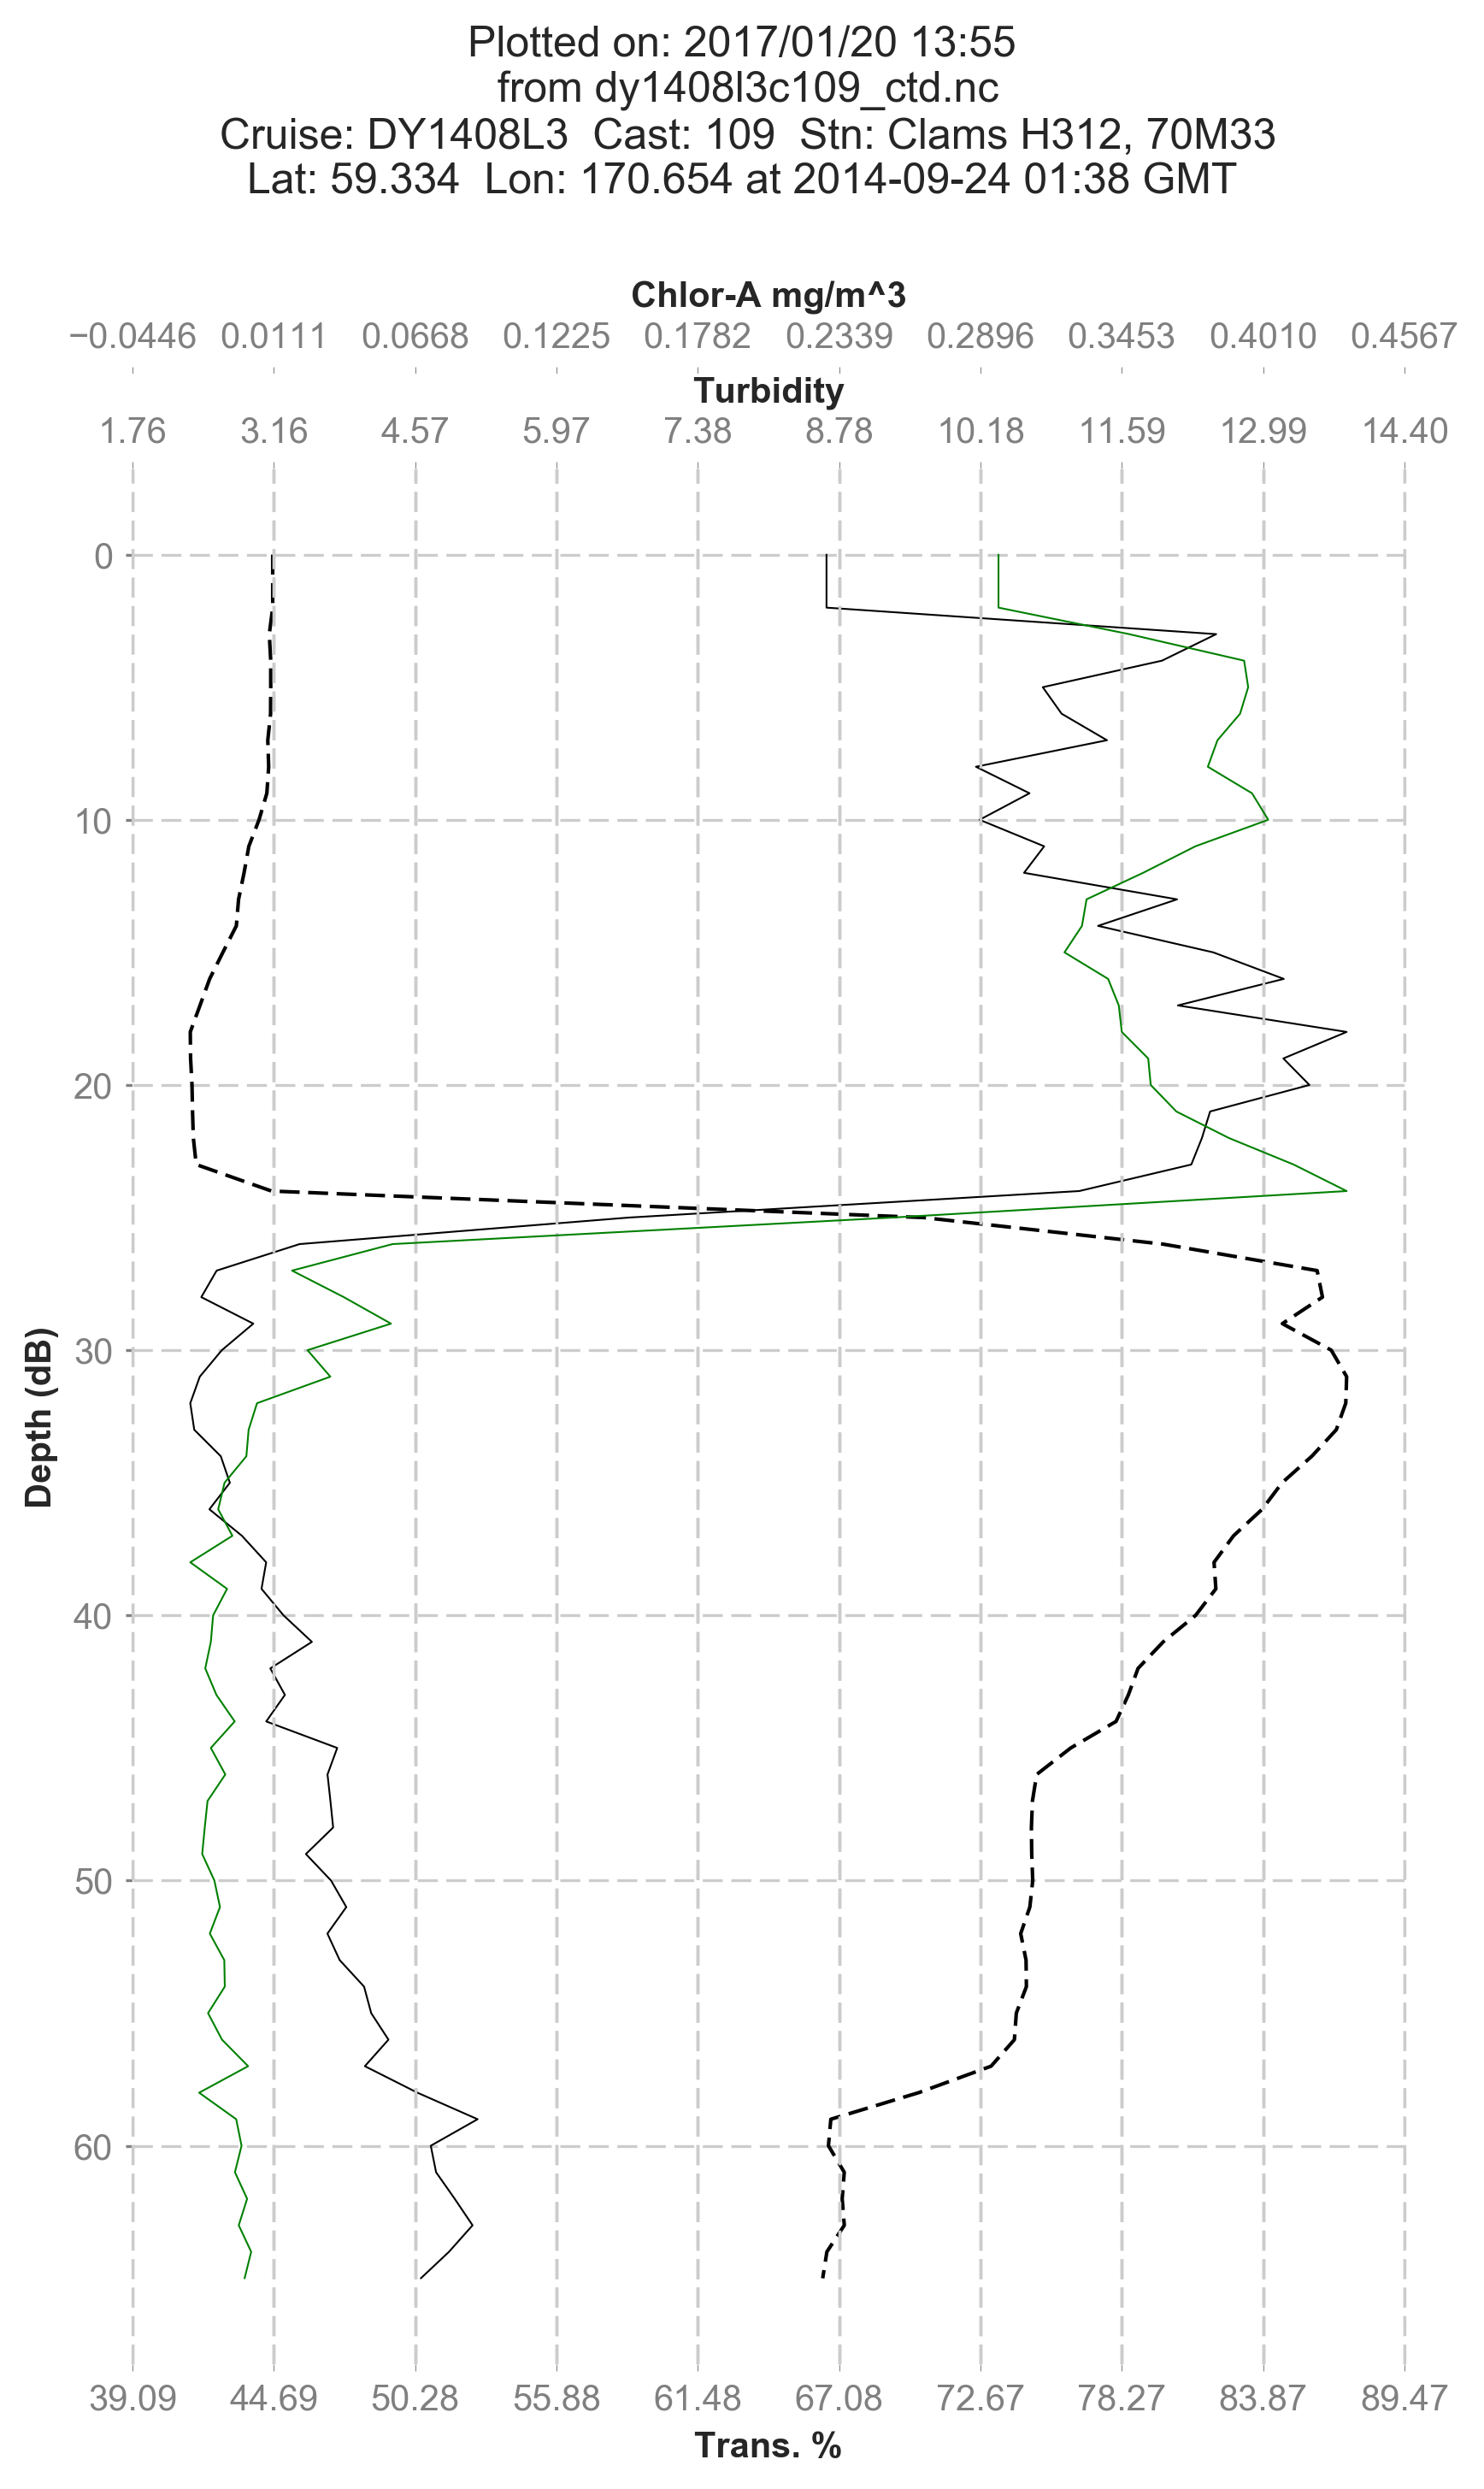 Plotted on: 2017/01/20 13:55
from dy1408l3c109_ctd.nc
Cruise: DY1408L3  Cast: 109  Stn: Clams H312, 70M33
Lat: 59.334  Lon: 170.654 at 2014-09-24 01:38 GMT
Chlor-A mg/m^3
−0.0446 0.0111 0.0668 0.1225 0.1782 0.2339 0.2896 0.3453 0.4010 0.4567
Turbidity
1.76 3.16 4.57 5.97 7.38 8.78 10.18 11.59 12.99 14.40
0
10
20
30
Depth (dB)
40
50
60
39.09 44.69 50.28 55.88 61.48 67.08 72.67 78.27 83.87 89.47
Trans. %